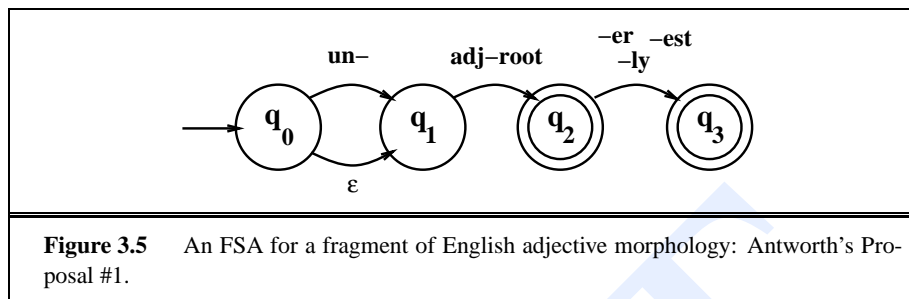 un− adj−root −er −est
−ly
q0 q1 q2 q3
ε
Figure 3.5 An FSA for a fragment of English adjective morphology: Antworth's Pro-
posal #1.